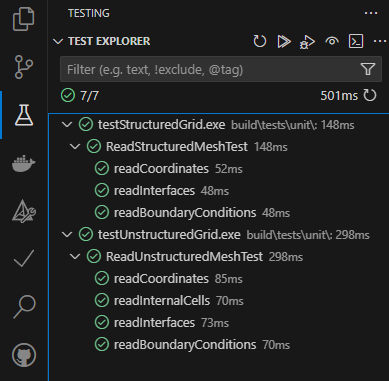 TESTING
TEST EXPLORER
Filter (e.g. text, !exclude, @tag)
7/7 501ms
testStructuredGrid.exe build\tests\unit\: 148ms
ReadStructuredMeshTest 148ms
readCoordinates 52ms
readInterfaces 48ms
readBoundaryConditions 48ms
testUnstructuredGrid.exe build\tests\unit\: 298ms
ReadUnstructuredMeshTest 298ms
readCoordinates 85ms
readInternalCells 70ms
readInterfaces 73ms
readBoundaryConditions 70ms